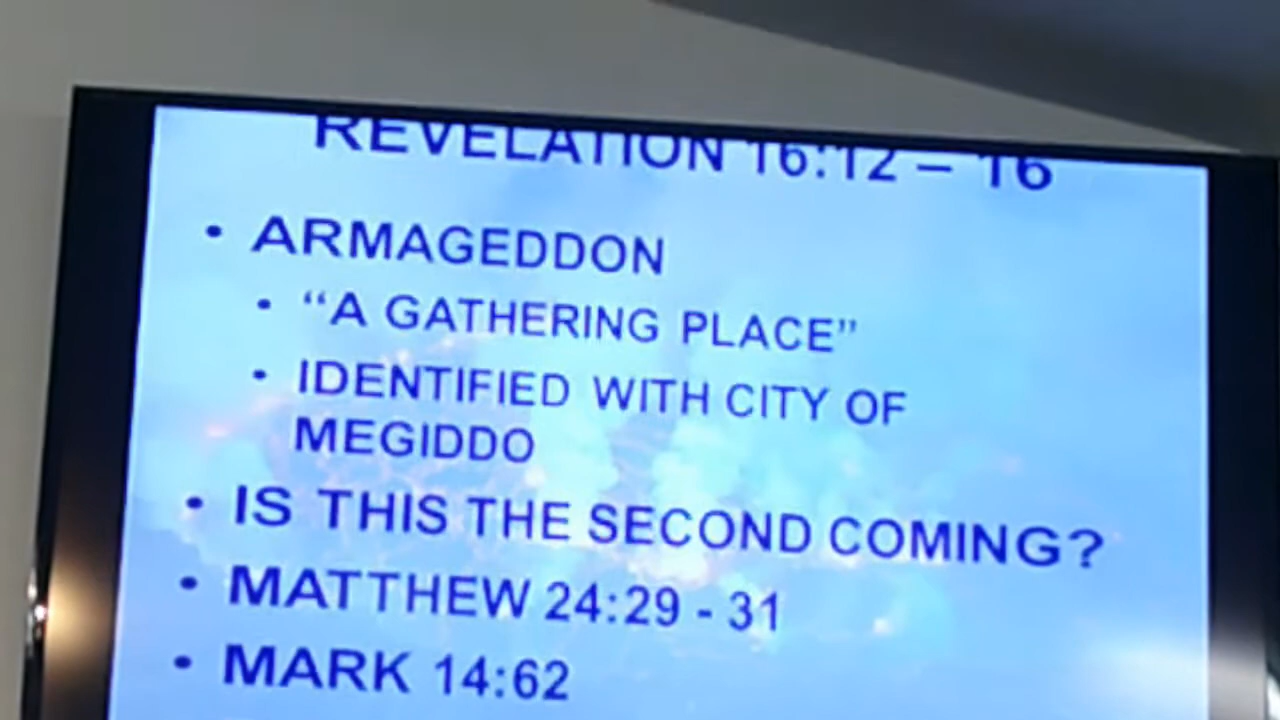 REVELATION 16:12 – 16
• ARMAGEDDON
• “A GATHERING PLACE”
• IDENTIFIED WITH CITY OF
MEGIDDO
• IS THIS THE SECOND COMING?
• MATTHEW 24:29 - 31
• MARK 14:62